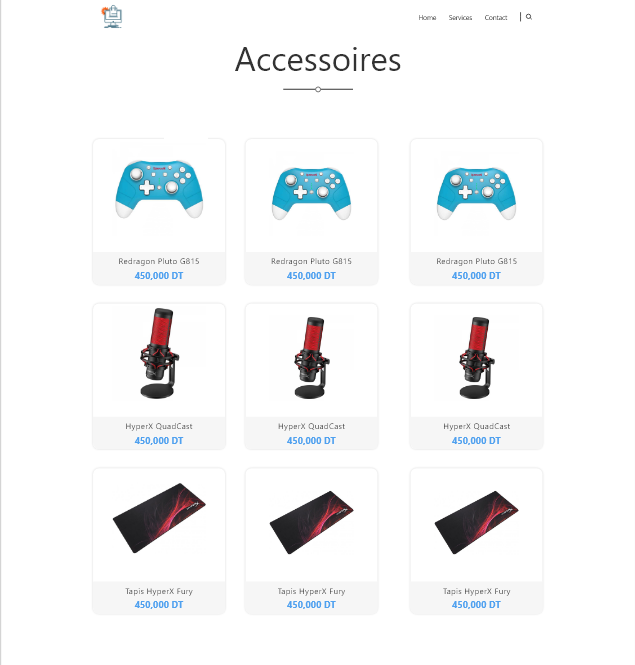 Home Services Contact
Accessoires
Redragon Pluto G815 Redragon Pluto G815 Redragon Pluto G815
450,000 DT 450,000 DT 450,000 DT
HyperX QuadCast HyperX QuadCast HyperX QuadCast
450,000 DT 450,000 DT 450,000 DT
Tapis HyperX Fury Tapis HyperX Fury Tapis HyperX Fury
450,000 DT 450,000 DT 450,000 DT